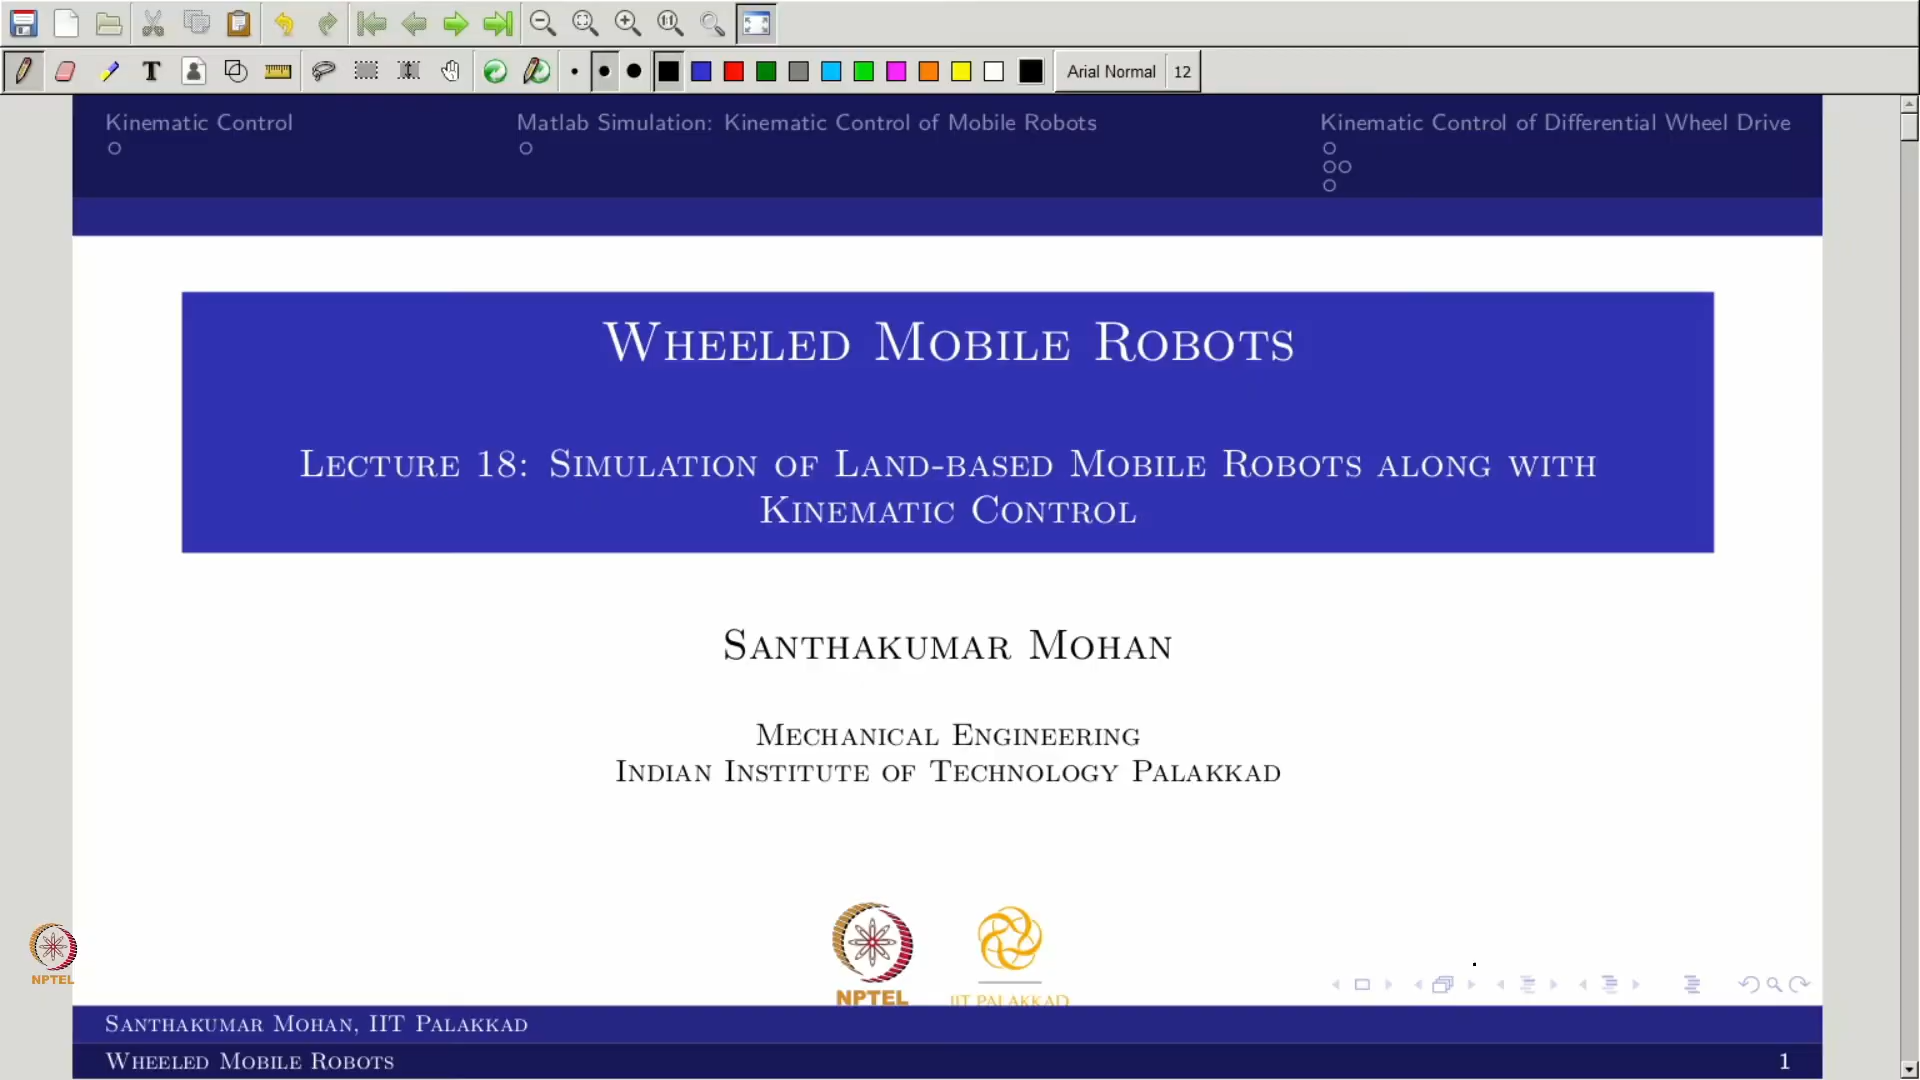 Arial Normal 12
Kinematic Control
Matlab Simulation: Kinematic Control of Mobile Robots
Kinematic Control of Differential Wheel Drive
Wheeled Mobile Robots
Lecture 18: Simulation of Land-based Mobile Robots along with
Kinematic Control
Santhakumar Mohan
Mechanical Engineering
Indian Institute of Technology Palakkad
NPTEL
NPTEL
IIT PALAKKAD
Santhakumar Mohan, IIT Palakkad
Wheeled Mobile Robots
1